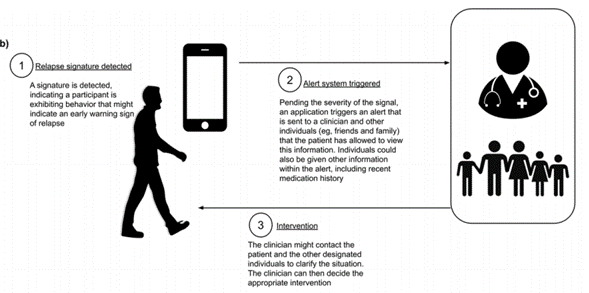 b)
1 Relapse signature detected
A signature is detected,
indicating a participant is
exhibiting behavior that might
indicate an early warning sign
of relapse
2 Alert system triggered
Pending the severity of the signal,
an application triggers an alert that
is sent to a clinician and other
individuals (eg, friends and family)
that the patient has allowed to view
this information. Individuals could
also be given other information
within the alert, including recent
medication history
3 Intervention
The clinician might contact the
patient and the other designated
individuals to clarify the situation.
The clinician can then decide the
appropriate intervention